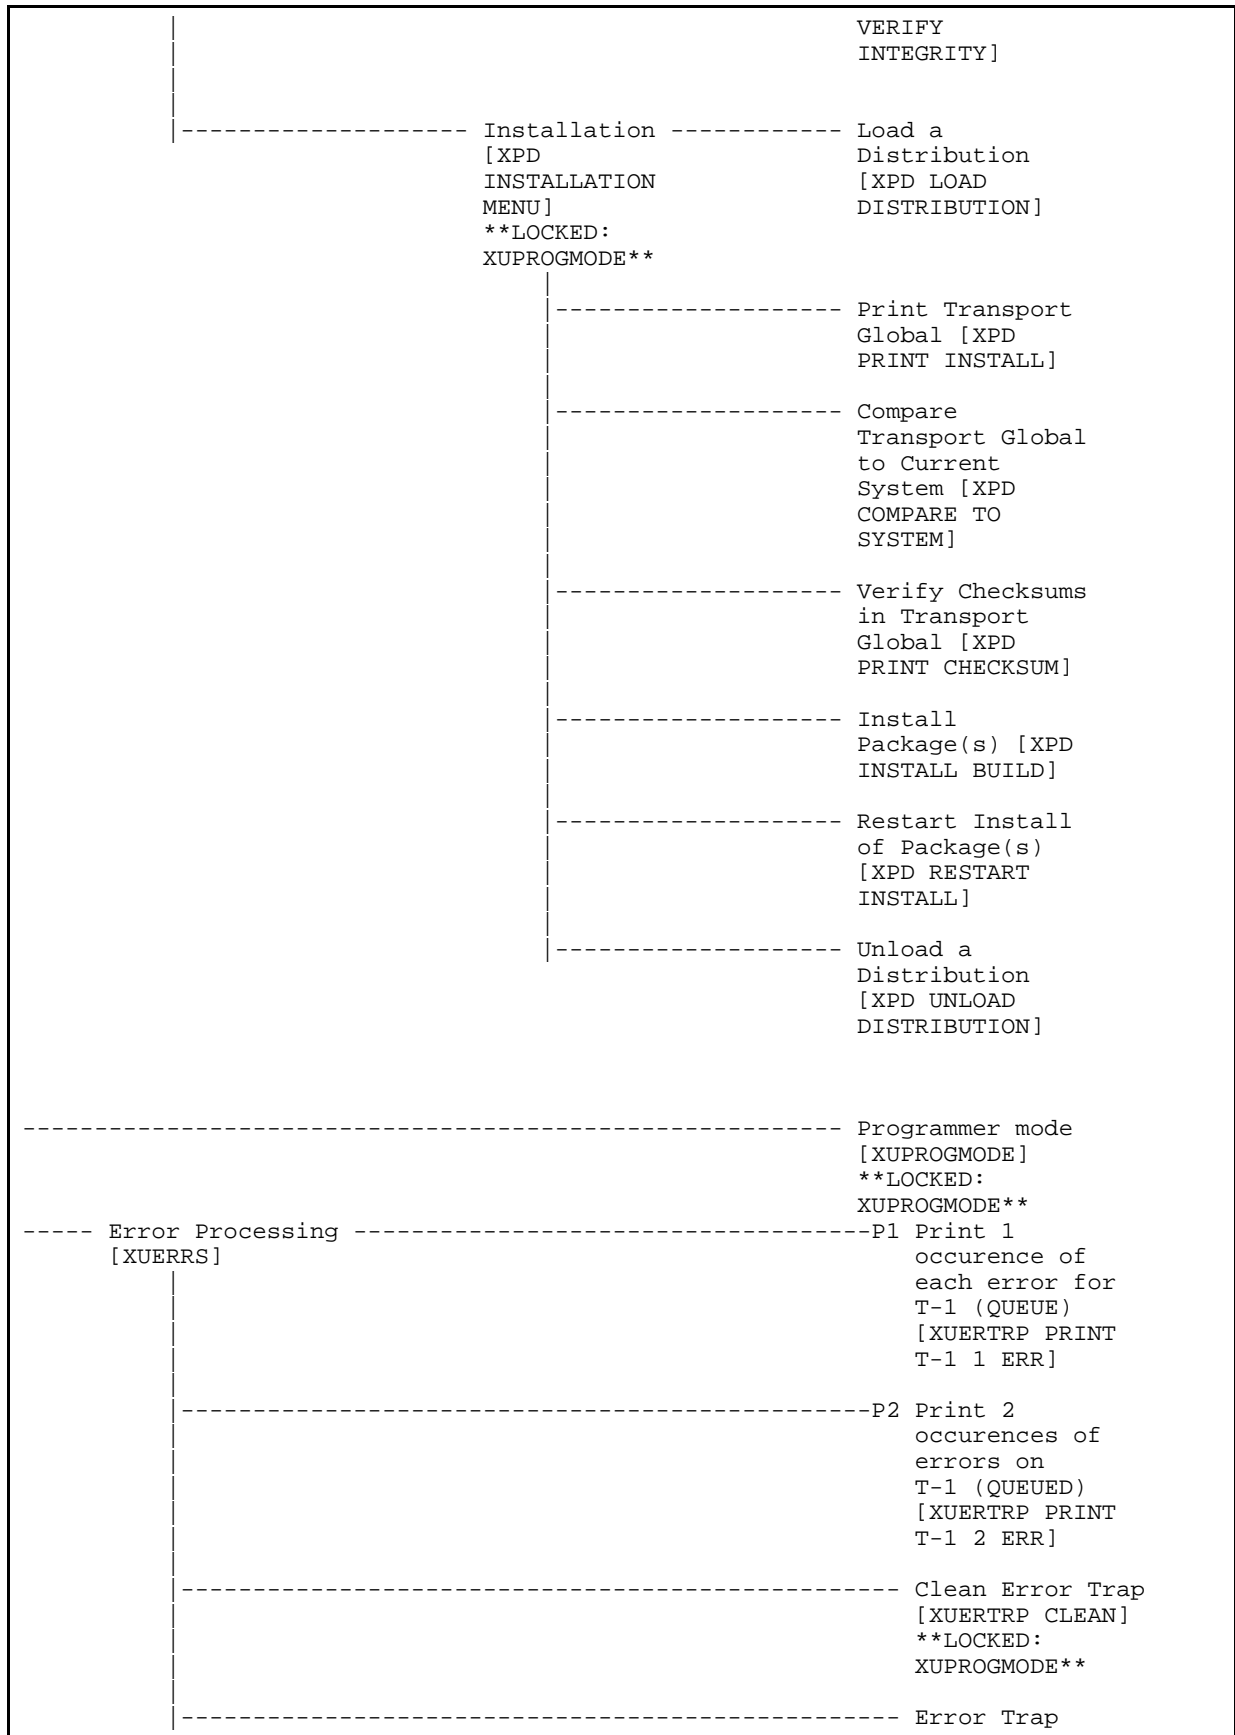 VERIFY
INTEGRITY]
|-------------------- Installation ------------ Load a
[XPD Distribution
INSTALLATION [XPD LOAD
MENU] DISTRIBUTION]
**LOCKED:
XUPROGMODE**
|-------------------- Print Transport
Global [XPD
PRINT INSTALL]
|-------------------- Compare
Transport Global
to Current
System [XPD
COMPARE TO
SYSTEM]
|-------------------- Verify Checksums
in Transport
Global [XPD
PRINT CHECKSUM]
|-------------------- Install
Package(s) [XPD
INSTALL BUILD]
|-------------------- Restart Install
of Package(s)
[XPD RESTART
INSTALL]
|-------------------- Unload a
Distribution
[XPD UNLOAD
DISTRIBUTION]
--------------------------------------------------------- Programmer mode
[XUPROGMODE]
**LOCKED:
XUPROGMODE**
----- Error Processing ------------------------------------P1 Print 1
[XUERRS] occurence of
each error for
T-1 (QUEUE)
[XUERTRP PRINT
T-1 1 ERR]
|------------------------------------------------P2 Print 2
occurences of
errors on
T-1 (QUEUED)
[XUERTRP PRINT
T-1 2 ERR]
|-------------------------------------------------- Clean Error Trap
[XUERTRP CLEAN]
**LOCKED:
XUPROGMODE**
|-------------------------------------------------- Error Trap